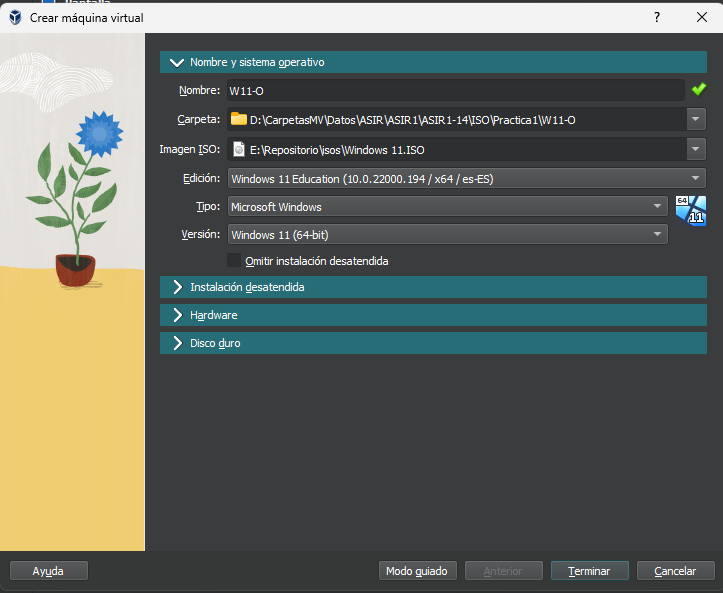 Pantalla
Crear máquina virtual
?
Nombre y sistema operativo
Nombre: W11-O
Carpeta: D:\CarpetasMV\Datos\ASIR\ASIR1\ASIR1-14\ISO\Practica1\W11-O
Imagen ISO: E:\Repositorio\isos\Windows 11.ISO
Edición: Windows 11 Education (10.0.22000.194 / x64 / es-ES)
Tipo: Microsoft Windows
64
11
Versión: Windows 11 (64-bit)
Omitir instalación desatendida
Instalación desatendida
Hardware
Disco duro
Ayuda Modo guiado Anterior Terminar Cancelar